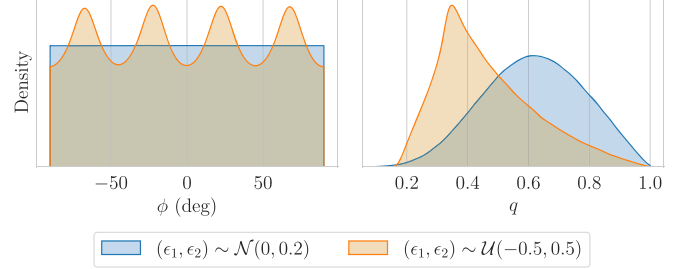 Density
−50 0 50
0.2 0.4 0.6 0.8 1.0
ϕ (deg)
q
(ϵ₁, ϵ₂) ∼ 𝒩(0, 0.2)
(ϵ₁, ϵ₂) ∼ 𝒰(−0.5, 0.5)